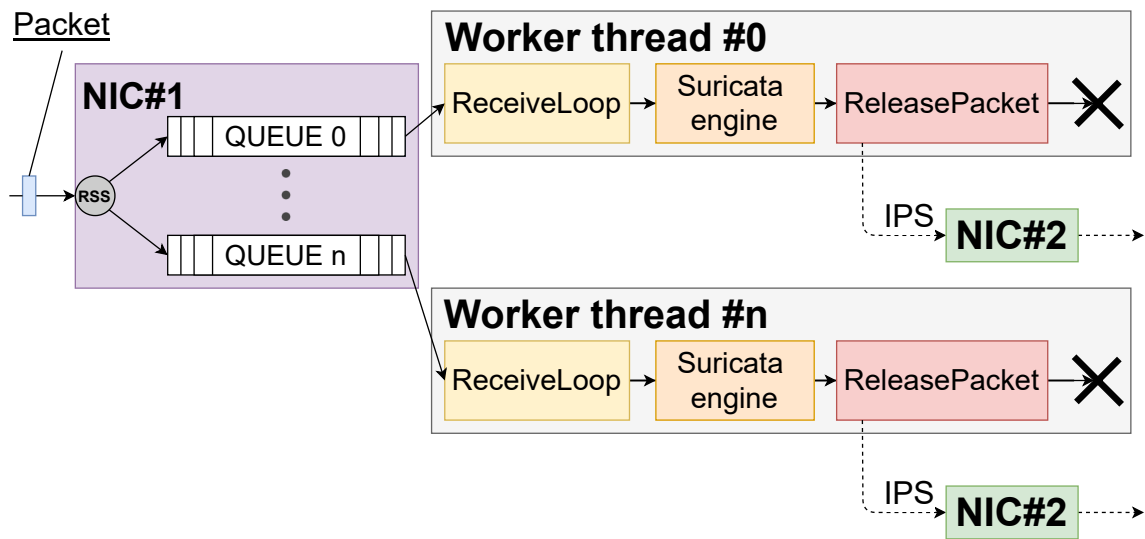 Packet
NIC#1
RSS
QUEUE 0
QUEUE n
Worker thread #0
ReceiveLoop
Suricata
engine
ReleasePacket
IPS
NIC#2
Worker thread #n
ReceiveLoop
Suricata
engine
ReleasePacket
IPS
NIC#2